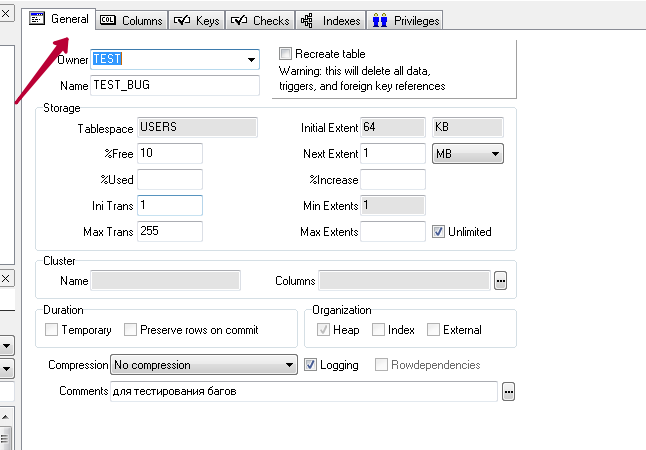 General Columns Keys Checks Indexes Privileges
Owner TEST
Recreate table
Warning: this will delete all data,
triggers, and foreign key references
Name TEST_BUG
Storage
Tablespace USERS Initial Extent 64 KB
%Free 10 Next Extent 1 MB
%Used %Increase
Ini Trans 1 Min Extents 1
Max Trans 255 Max Extents Unlimited
Cluster
Name Columns ...
Duration Organization
Temporary Preserve rows on commit Heap Index External
Compression No compression Logging Rowdependencies
Comments для тестирования багов ...